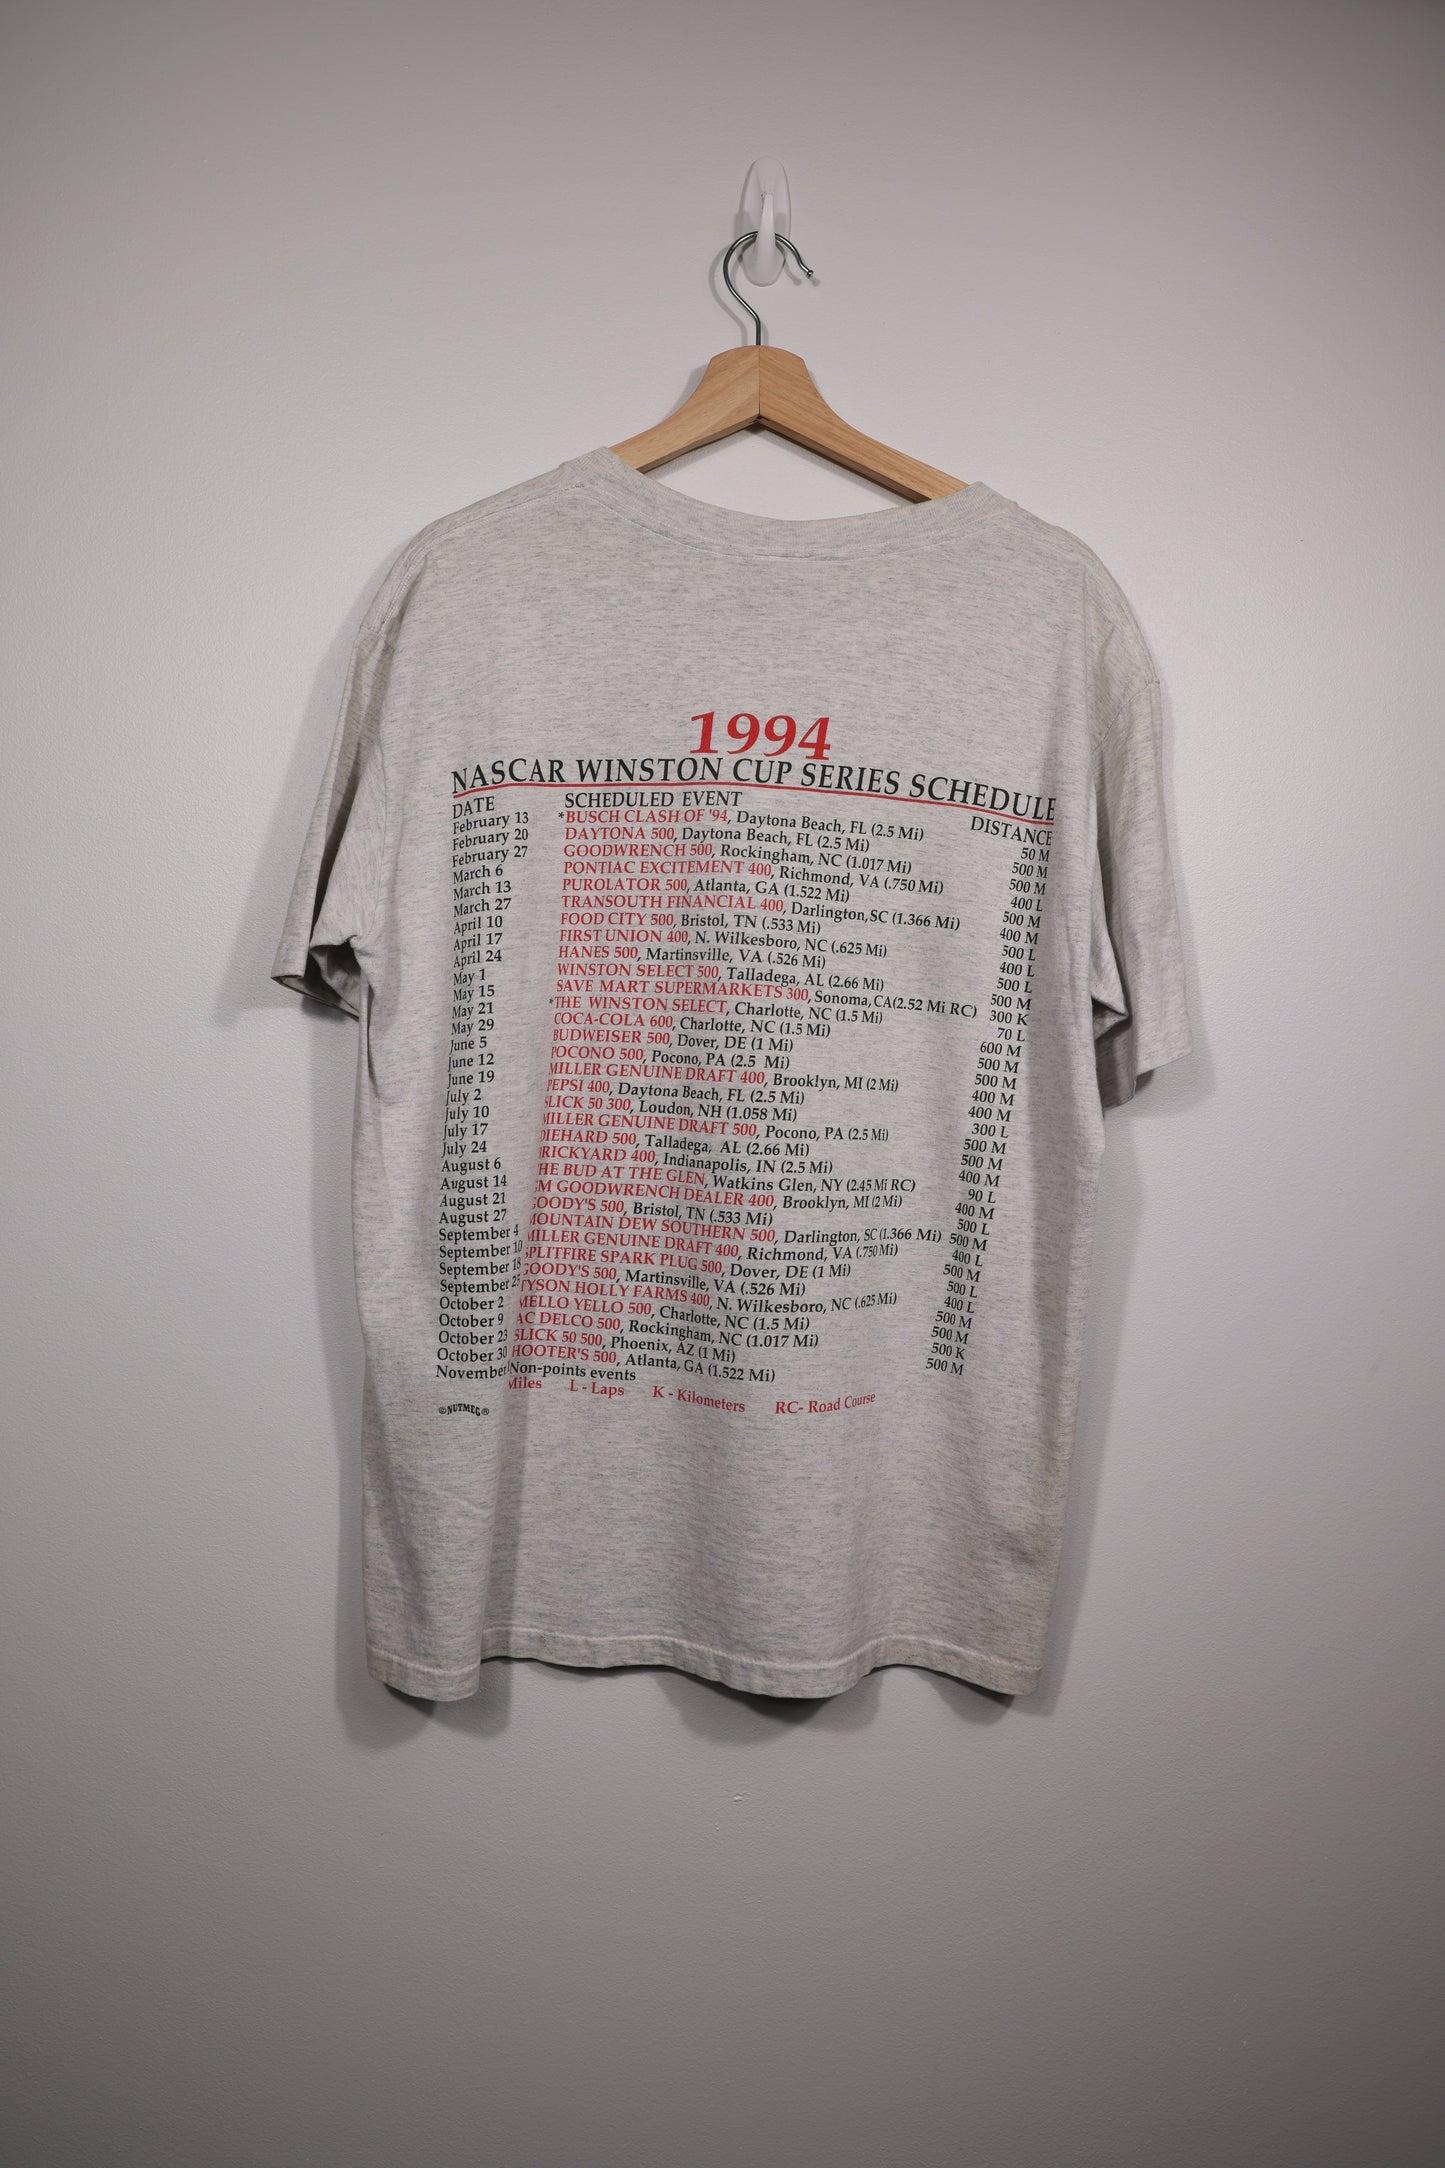 1994
NASCAR WINSTON CUP SERIES SCHEDULE
DATE SCHEDULED EVENT DISTANCE
February 13 *BUSCH CLASH OF '94, Daytona Beach, FL (2.5 Mi) 50 M
February 20 DAYTONA 500, Daytona Beach, FL (2.5 Mi) 500 M
February 27 GOODWRENCH 500, Rockingham, NC (1.017 Mi) 500 M
March 6 PONTIAC EXCITEMENT 400, Richmond, VA (.750 Mi) 400 L
March 13 PUROLATOR 500, Atlanta, GA (1.522 Mi) 500 M
March 27 TRANSOUTH FINANCIAL 400, Darlington, SC (1.366 Mi) 400 M
April 10 FOOD CITY 500, Bristol, TN (.533 Mi) 500 L
April 17 FIRST UNION 400, N. Wilkesboro, NC (.625 Mi) 400 L
April 24 HANES 500, Martinsville, VA (.526 Mi) 500 L
May 1 WINSTON SELECT 500, Talladega, AL (2.66 Mi) 500 M
May 15 SAVE MART SUPERMARKETS 300, Sonoma, CA (2.52 Mi RC) 300 K
May 21 *THE WINSTON SELECT, Charlotte, NC (1.5 Mi) 70 L
May 29 COCA-COLA 600, Charlotte, NC (1.5 Mi) 600 M
June 5 BUDWEISER 500, Dover, DE (1 Mi) 500 M
June 12 POCONO 500, Pocono, PA (2.5 Mi) 500 M
June 19 MILLER GENUINE DRAFT 400, Brooklyn, MI (2 Mi) 400 M
July 2 PEPSI 400, Daytona Beach, FL (2.5 Mi) 400 M
July 10 SLICK 50 300, Loudon, NH (1.058 Mi) 300 L
July 17 MILLER GENUINE DRAFT 500, Pocono, PA (2.5 Mi) 500 M
July 24 DIEHARD 500, Talladega, AL (2.66 Mi) 500 M
August 6 BRICKYARD 400, Indianapolis, IN (2.5 Mi) 400 M
August 14 THE BUD AT THE GLEN, Watkins Glen, NY (2.45 Mi RC) 90 L
August 21 GM GOODWRENCH DEALER 400, Brooklyn, MI (2 Mi) 400 M
August 27 GOODY'S 500, Bristol, TN (.533 Mi) 500 L
September 4 MOUNTAIN DEW SOUTHERN 500, Darlington, SC (1.366 Mi) 500 M
September 10 MILLER GENUINE DRAFT 400, Richmond, VA (.750 Mi) 400 L
September 18 SPLITFIRE SPARK PLUG 500, Dover, DE (1 Mi) 500 M
September 25 GOODY'S 500, Martinsville, VA (.526 Mi) 500 L
October 2 TYSON HOLLY FARMS 400, N. Wilkesboro, NC (.625 Mi) 400 L
October 9 MELLO YELLO 500, Charlotte, NC (1.5 Mi) 500 M
October 23 AC DELCO 500, Rockingham, NC (1.017 Mi) 500 M
October 30 SLICK 50 500, Phoenix, AZ (1 Mi) 500 K
November HOOTER'S 500, Atlanta, GA (1.522 Mi) 500 M
Non-points events
Miles L - Laps K - Kilometers RC- Road Course
©NUTMEG®